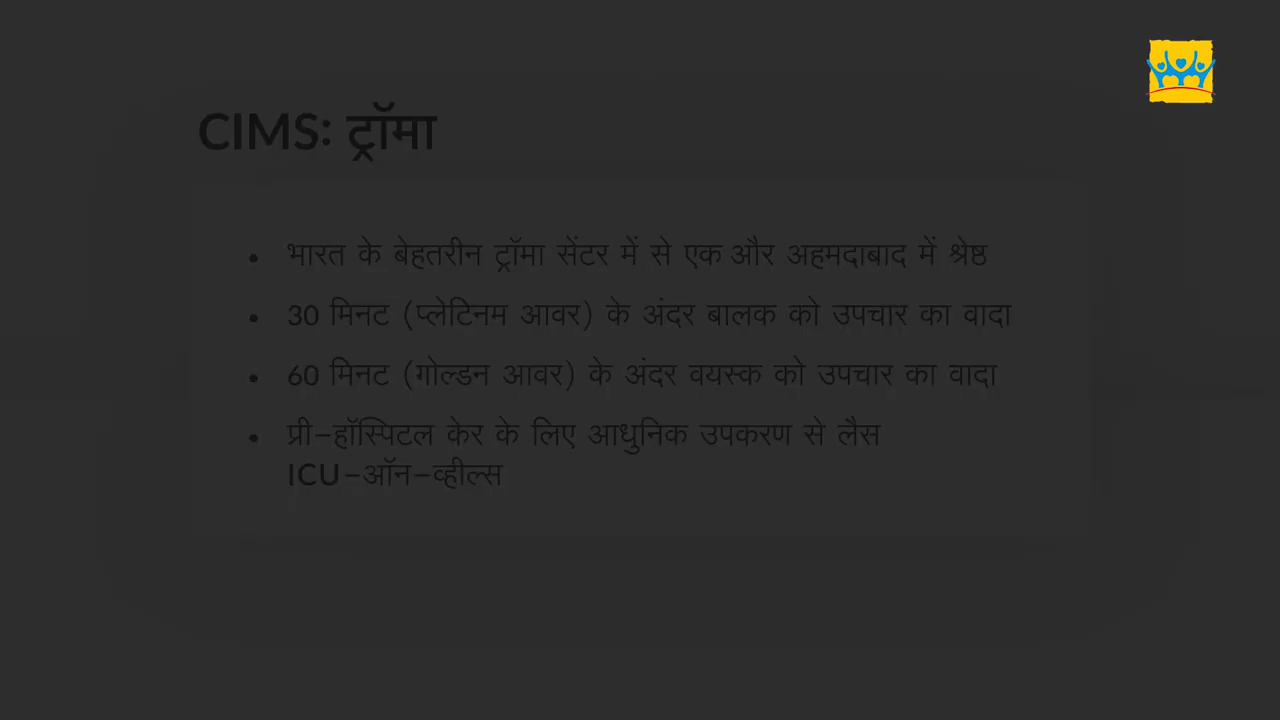 CIMS: ट्रॉमा
• भारत के बेहतरीन ट्रॉमा सेंटर में से एक और अहमदाबाद में श्रेष्ठ
• 30 मिनट (प्लेटिनम आवर) के अंदर बालक को उपचार का वादा
• 60 मिनट (गोल्डन आवर) के अंदर वयस्क को उपचार का वादा
• प्री-हॉस्पिटल केर के लिए आधुनिक उपकरण से लैस
ICU-ऑन-व्हील्स